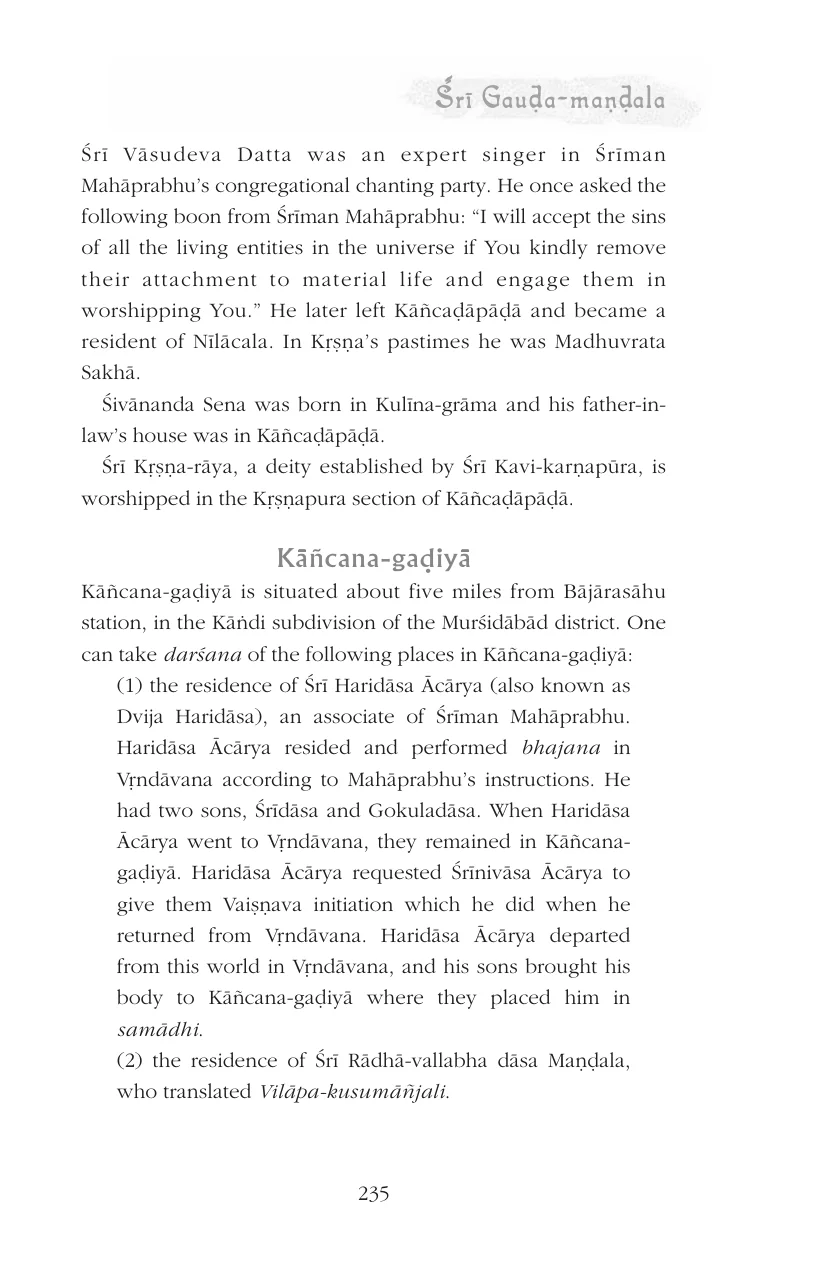 Śrī Gauḍa-maṇḍala
Śrī Vāsudeva Datta was an expert singer in Śrīman
Mahāprabhu’s congregational chanting party. He once asked the
following boon from Śrīman Mahāprabhu: “I will accept the sins
of all the living entities in the universe if You kindly remove
their attachment to material life and engage them in
worshipping You.” He later left Kāñcaḍāpāḍā and became a
resident of Nīlācala. In Kṛṣṇa’s pastimes he was Madhuvrata
Sakhā.
Śivānanda Sena was born in Kulīna-grāma and his father-in-
law’s house was in Kāñcaḍāpāḍā.
Śrī Kṛṣṇa-rāya, a deity established by Śrī Kavi-karṇapūra, is
worshipped in the Kṛṣṇapura section of Kāñcaḍāpāḍā.
Kāñcana-gaḍiyā
Kāñcana-gaḍiyā is situated about five miles from Bājārasāhu
station, in the Kāṅdi subdivision of the Murśidābād district. One
can take darśana of the following places in Kāñcana-gaḍiyā:
(1) the residence of Śrī Haridāsa Ācārya (also known as
Dvija Haridāsa), an associate of Śrīman Mahāprabhu.
Haridāsa Ācārya resided and performed bhajana in
Vṛndāvana according to Mahāprabhu’s instructions. He
had two sons, Śrīdāsa and Gokuladāsa. When Haridāsa
Ācārya went to Vṛndāvana, they remained in Kāñcana-
gaḍiyā. Haridāsa Ācārya requested Śrīnivāsa Ācārya to
give them Vaiṣṇava initiation which he did when he
returned from Vṛndāvana. Haridāsa Ācārya departed
from this world in Vṛndāvana, and his sons brought his
body to Kāñcana-gaḍiyā where they placed him in
samādhi.
(2) the residence of Śrī Rādhā-vallabha dāsa Maṇḍala,
who translated Vilāpa-kusumāñjali.
235